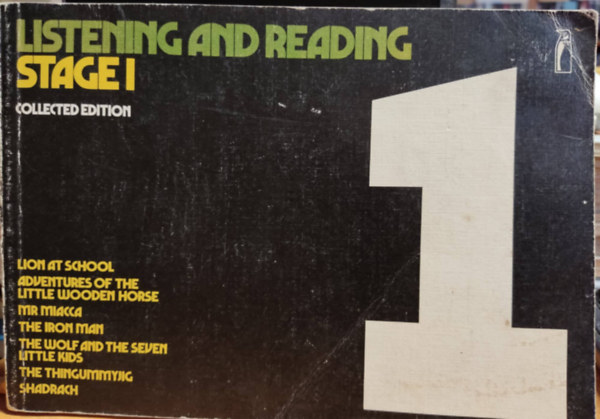 LISTENING AND READING
STAGE I
COLLECTED EDITION
1
LION AT SCHOOL
ADVENTURES OF THE
LITTLE WOODEN HORSE
MR MIACCA
THE IRON MAN
THE WOLF AND THE SEVEN
LITTLE KIDS
THE THINGUMMYJIG
SHADRACH